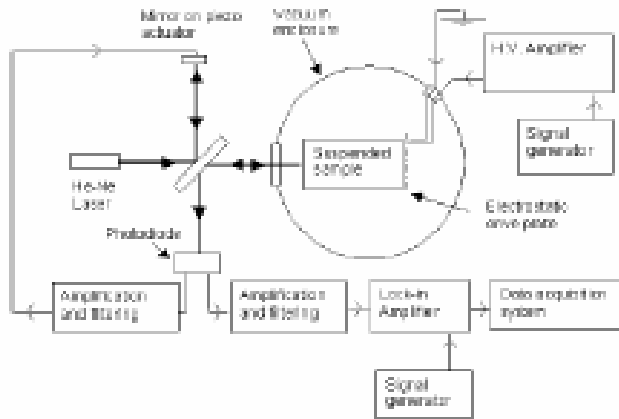 Mirror on piezo
actuator
Vacuum
enclosure
H.V. Amplifier
Signal
generator
Suspended
sample
He-Ne
Laser
Electrostatic
drive plate
Photodiode
Amplification
and filtering
Amplification
and filtering
Lock-in
Amplifier
Data acquisition
system
Signal
generator